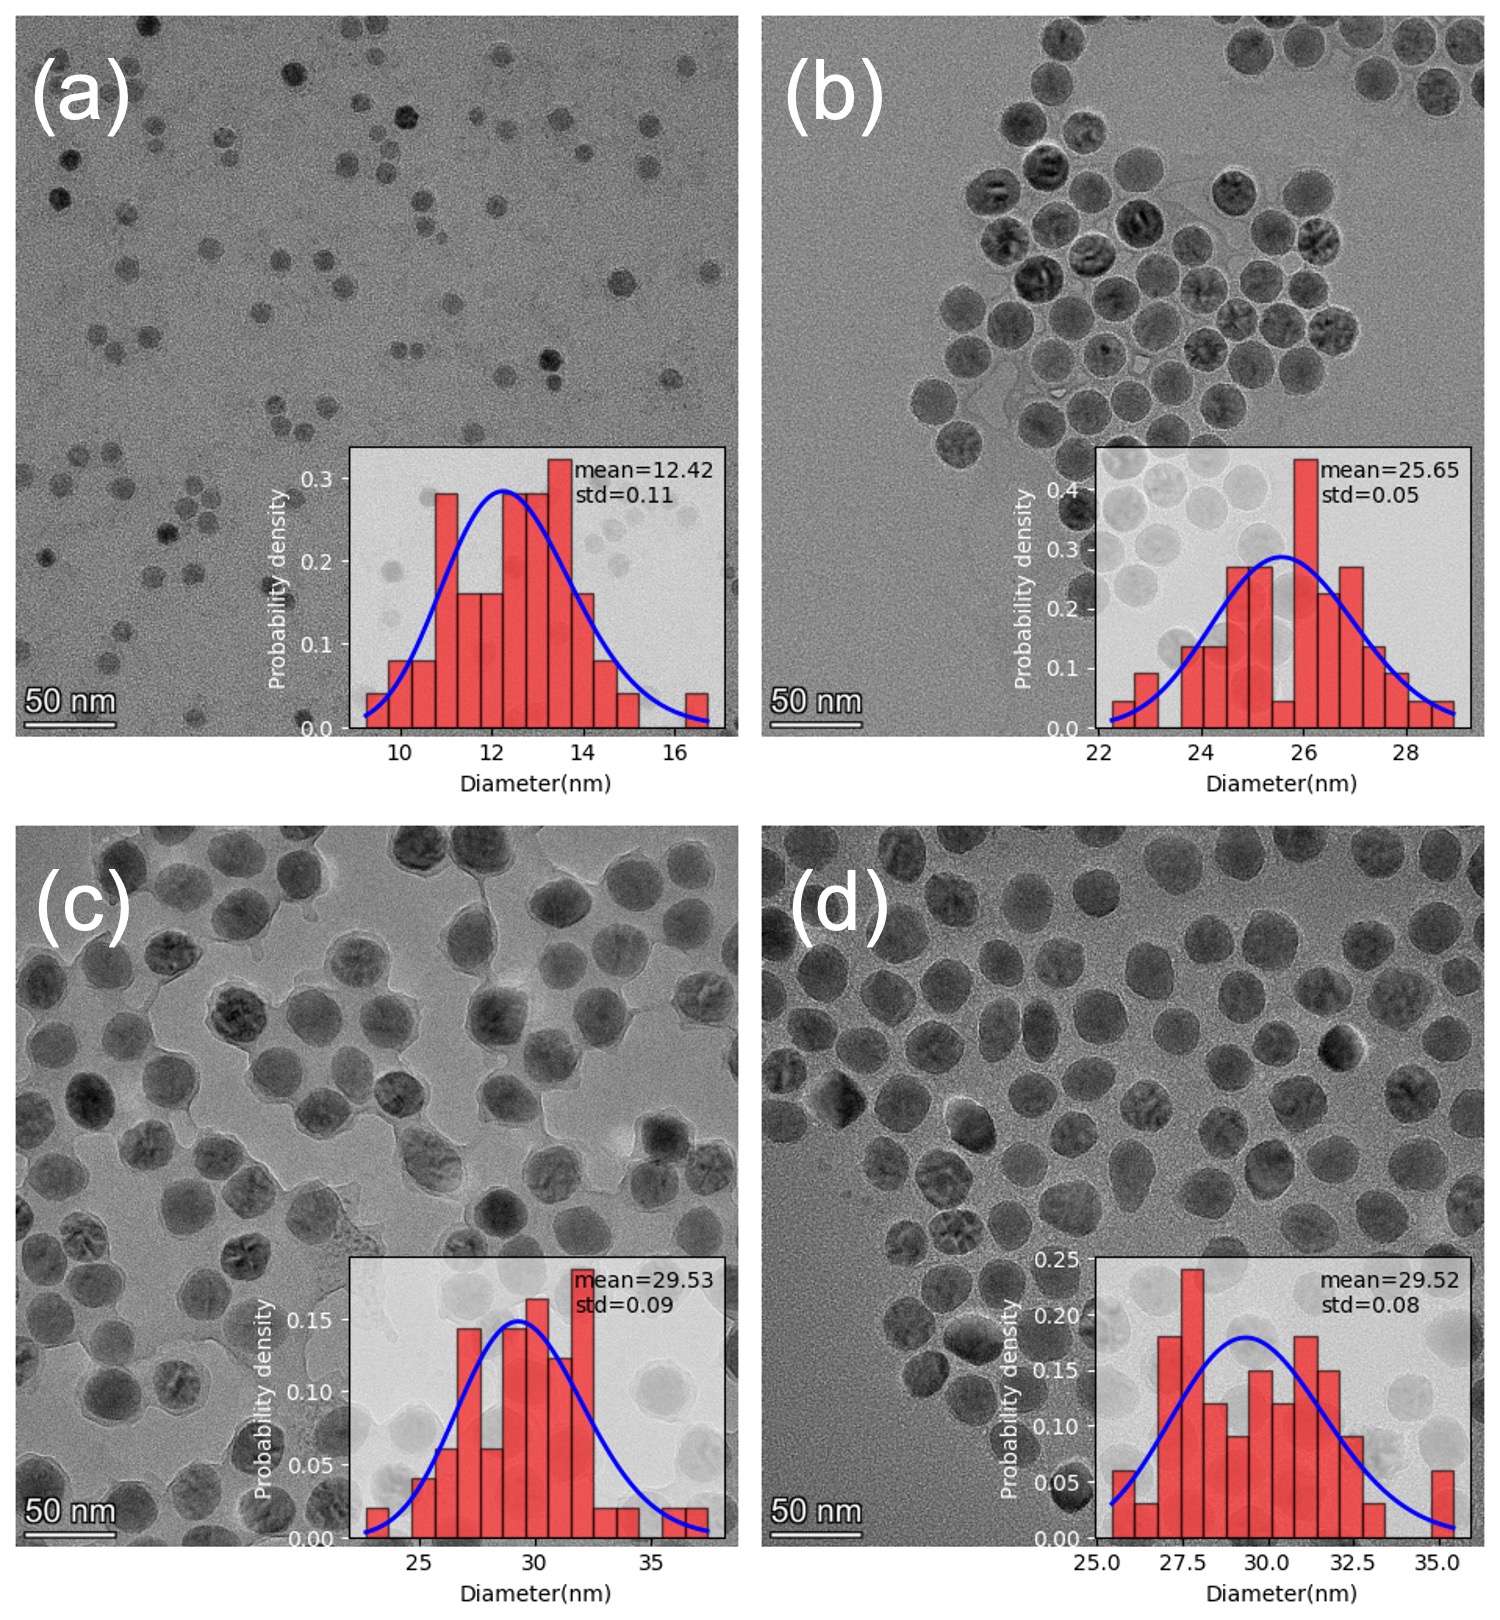 (a)
mean=12.42
std=0.11
Probability density
0.3
0.2
0.1
0.0
10 12 14 16
Diameter(nm)
50 nm
(b)
mean=25.65
std=0.05
Probability density
0.4
0.3
0.2
0.1
0.0
22 24 26 28
Diameter(nm)
50 nm
(c)
mean=29.53
std=0.09
Probability density
0.15
0.10
0.05
0.00
25 30 35
Diameter(nm)
50 nm
(d)
mean=29.52
std=0.08
Probability density
0.25
0.20
0.15
0.10
0.05
0.00
25.0 27.5 30.0 32.5 35.0
Diameter(nm)
50 nm